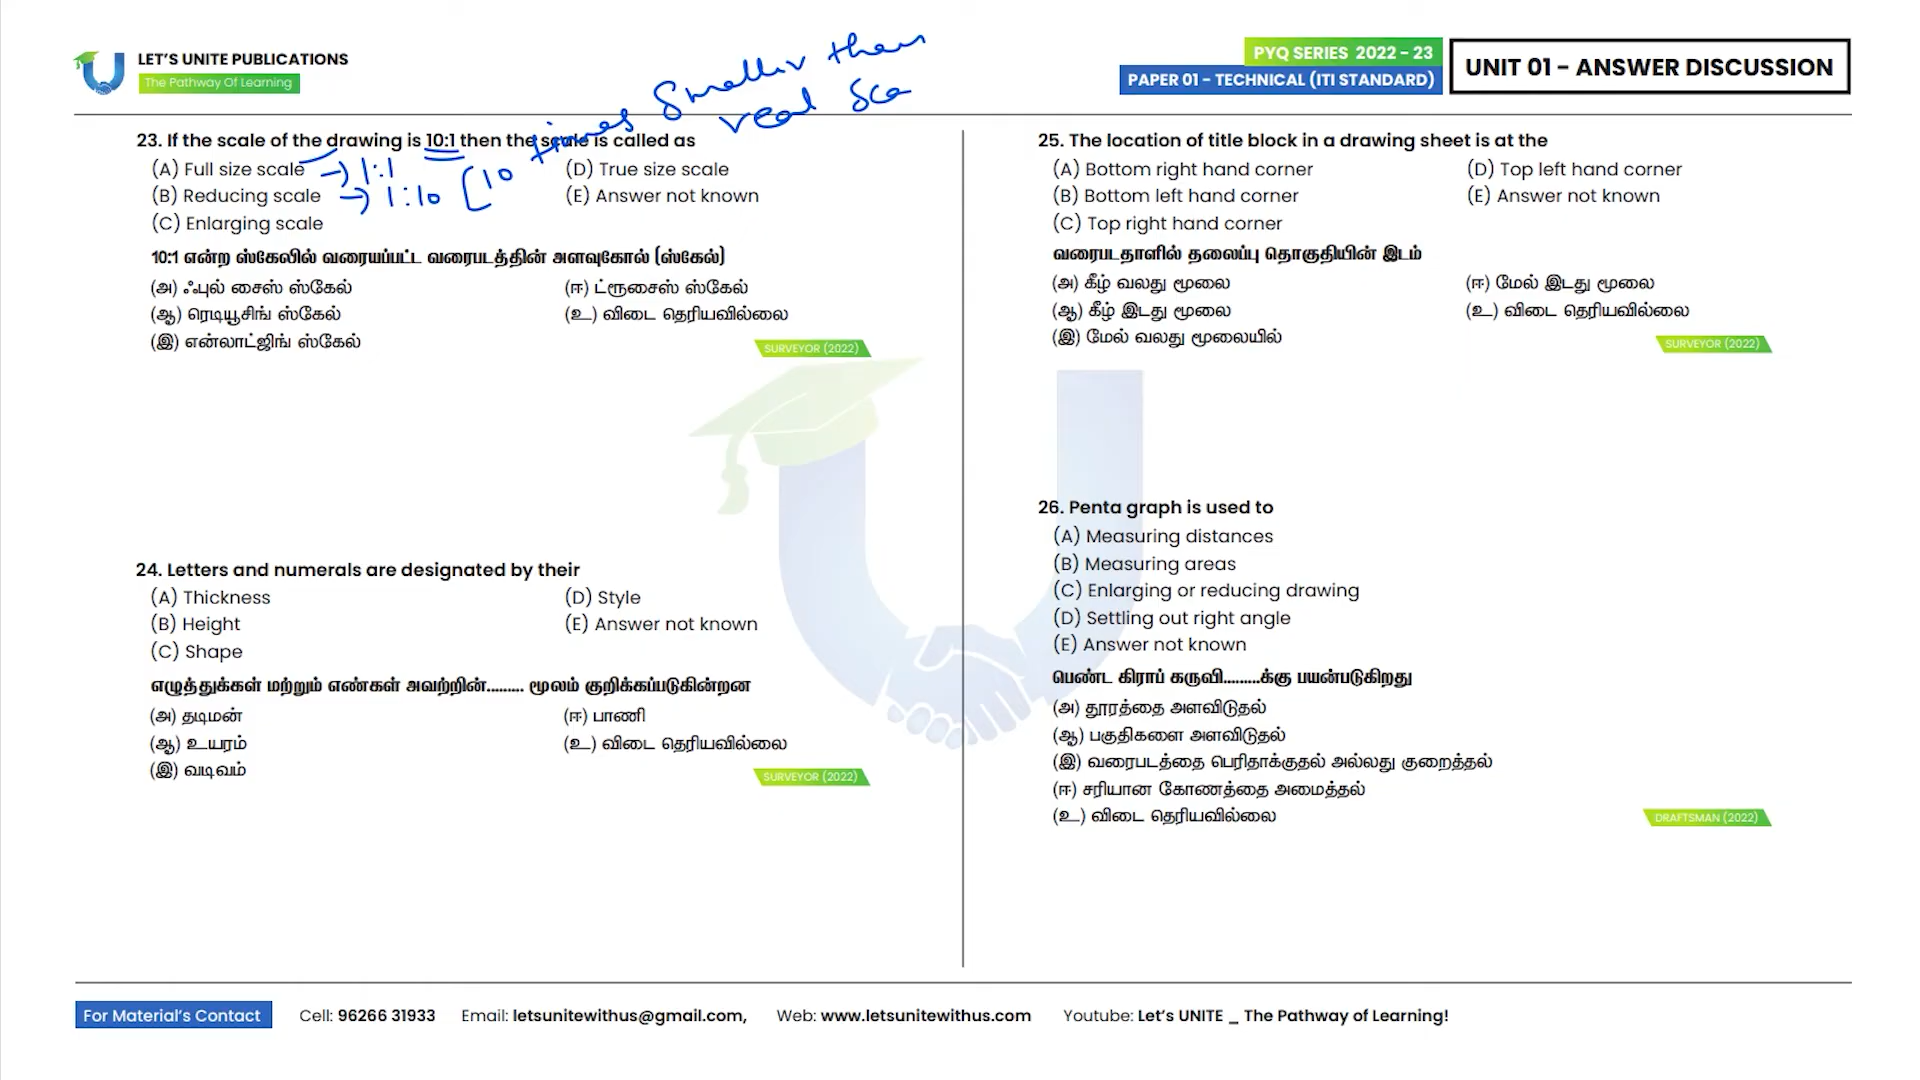 LET'S UNITE PUBLICATIONS
The Pathway Of Learning
PYQ SERIES 2022 - 23
PAPER 01 - TECHNICAL (ITI STANDARD)
UNIT 01 - ANSWER DISCUSSION
10 times Smaller than
real Sca
23. If the scale of the drawing is 10:1 then the scale is called as
(A) Full size scale → 1:1
(D) True size scale
(B) Reducing scale → 1:10
(E) Answer not known
(C) Enlarging scale
10:1 என்ற ஸ்கேலில் வரையப்பட்ட வரைபடத்தின் அளவுகோல் (ஸ்கேல்)
(அ) ஃபுல் சைஸ் ஸ்கேல்
(ஈ) ட்ரூசைஸ் ஸ்கேல்
(ஆ) ரெடியூசிங் ஸ்கேல்
(உ) விடை தெரியவில்லை
(இ) என்லாட்ஜிங் ஸ்கேல்
SURVEYOR (2022)
24. Letters and numerals are designated by their
(A) Thickness
(D) Style
(B) Height
(E) Answer not known
(C) Shape
எழுத்துக்கள் மற்றும் எண்கள் அவற்றின்......... மூலம் குறிக்கப்படுகின்றன
(அ) தடிமன்
(ஈ) பாணி
(ஆ) உயரம்
(உ) விடை தெரியவில்லை
(இ) வடிவம்
SURVEYOR (2022)
25. The location of title block in a drawing sheet is at the
(A) Bottom right hand corner
(D) Top left hand corner
(B) Bottom left hand corner
(E) Answer not known
(C) Top right hand corner
வரைபடதாளில் தலைப்பு தொகுதியின் இடம்
(அ) கீழ் வலது மூலை
(ஈ) மேல் இடது மூலை
(ஆ) கீழ் இடது மூலை
(உ) விடை தெரியவில்லை
(இ) மேல் வலது மூலையில்
SURVEYOR (2022)
26. Penta graph is used to
(A) Measuring distances
(B) Measuring areas
(C) Enlarging or reducing drawing
(D) Settling out right angle
(E) Answer not known
பெண்ட கிராப் கருவி.........க்கு பயன்படுகிறது
(அ) தூரத்தை அளவிடுதல்
(ஆ) பகுதிகளை அளவிடுதல்
(இ) வரைபடத்தை பெரிதாக்குதல் அல்லது குறைத்தல்
(ஈ) சரியான கோணத்தை அமைத்தல்
(உ) விடை தெரியவில்லை
DRAFTSMAN (2022)
For Material's Contact
Cell: 96266 31933
Email: letsunitewithus@gmail.com,
Web: www.letsunitewithus.com
Youtube: Let's UNITE _ The Pathway of Learning!